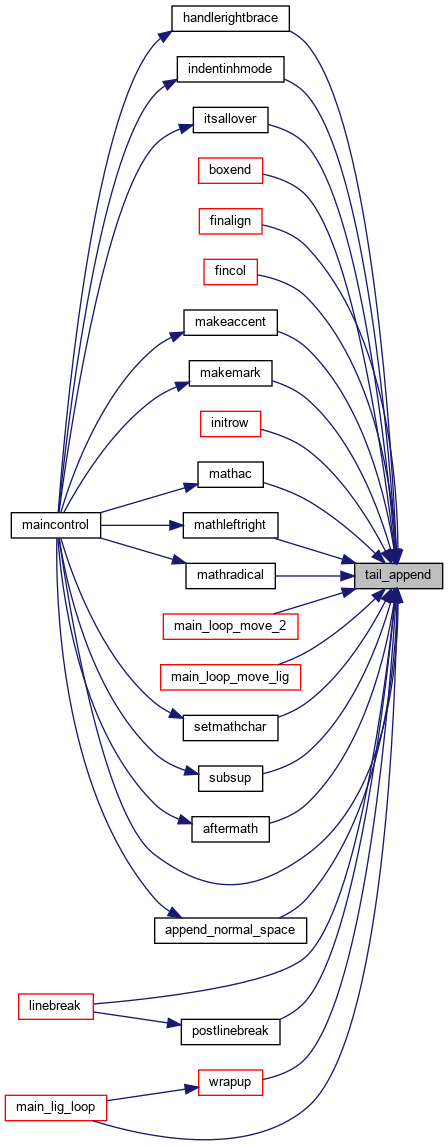 handlerightbrace
indentinhmode
itsallover
boxend
finalign
fincol
makeaccent
makemark
initrow
mathac
maincontrol
mathleftright
mathradical
tail_append
main_loop_move_2
main_loop_move_lig
setmathchar
subsup
aftermath
append_normal_space
linebreak
postlinebreak
wrapup
main_lig_loop